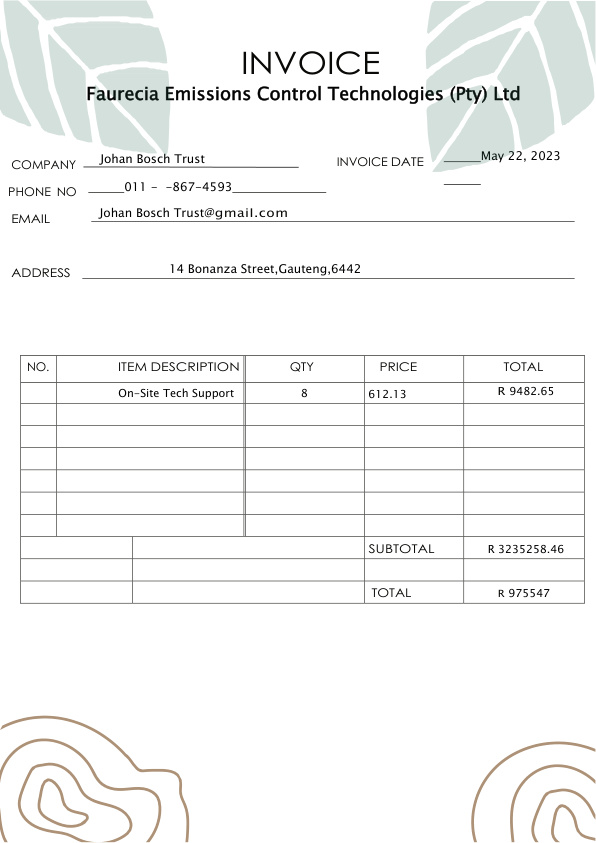 INVOICE
Faurecia Emissions Control Technologies (Pty) Ltd
COMPANY Johan Bosch Trust INVOICE DATE May 22, 2023
PHONE NO 011 - -867-4593
EMAIL Johan Bosch Trust@gmail.com
ADDRESS 14 Bonanza Street,Gauteng,6442
NO. ITEM DESCRIPTION QTY PRICE TOTAL
On-Site Tech Support 8 612.13 R 9482.65
SUBTOTAL R 3235258.46
TOTAL R 975547